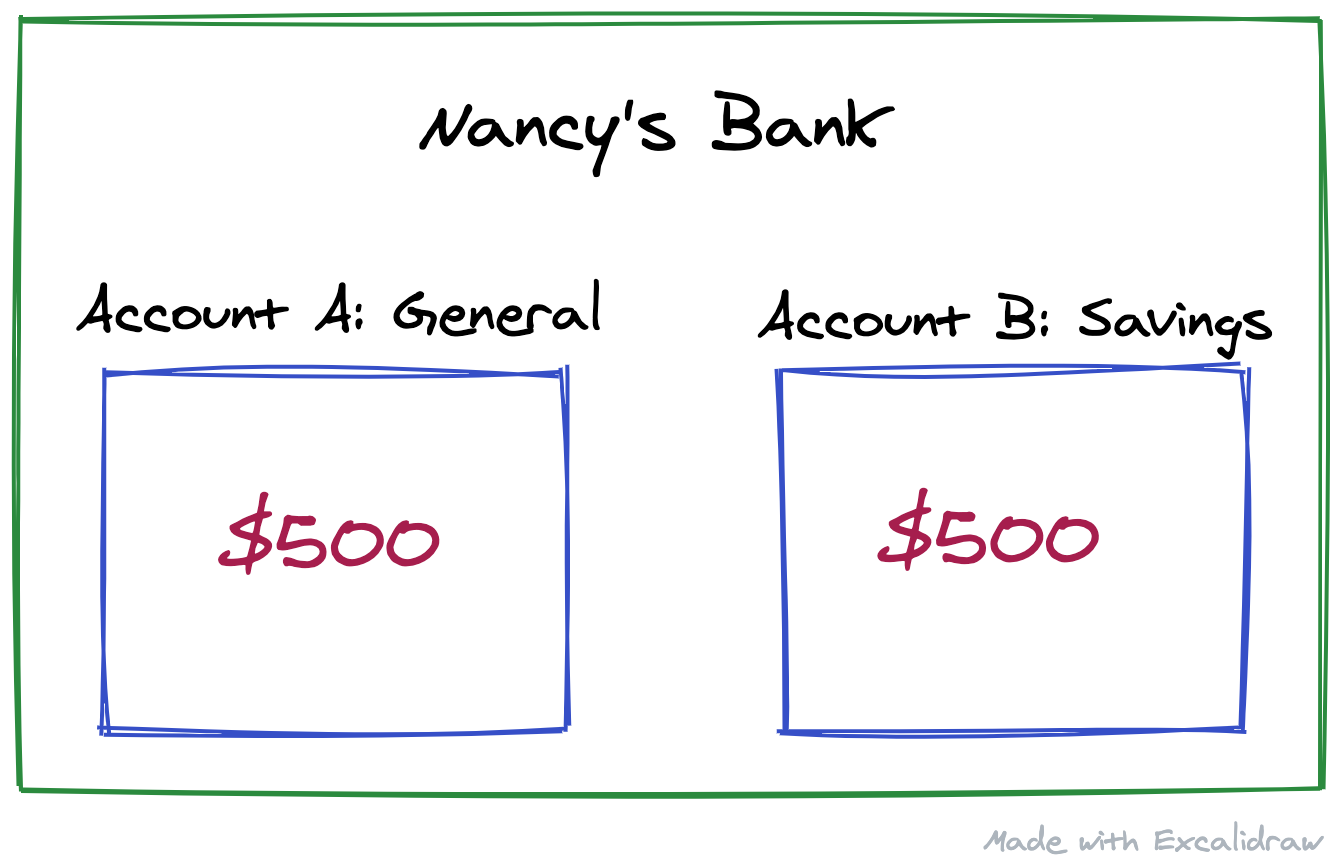 Nancy's Bank
Account A: General
Account B: Savings
$500
$500
Made with Excalidraw